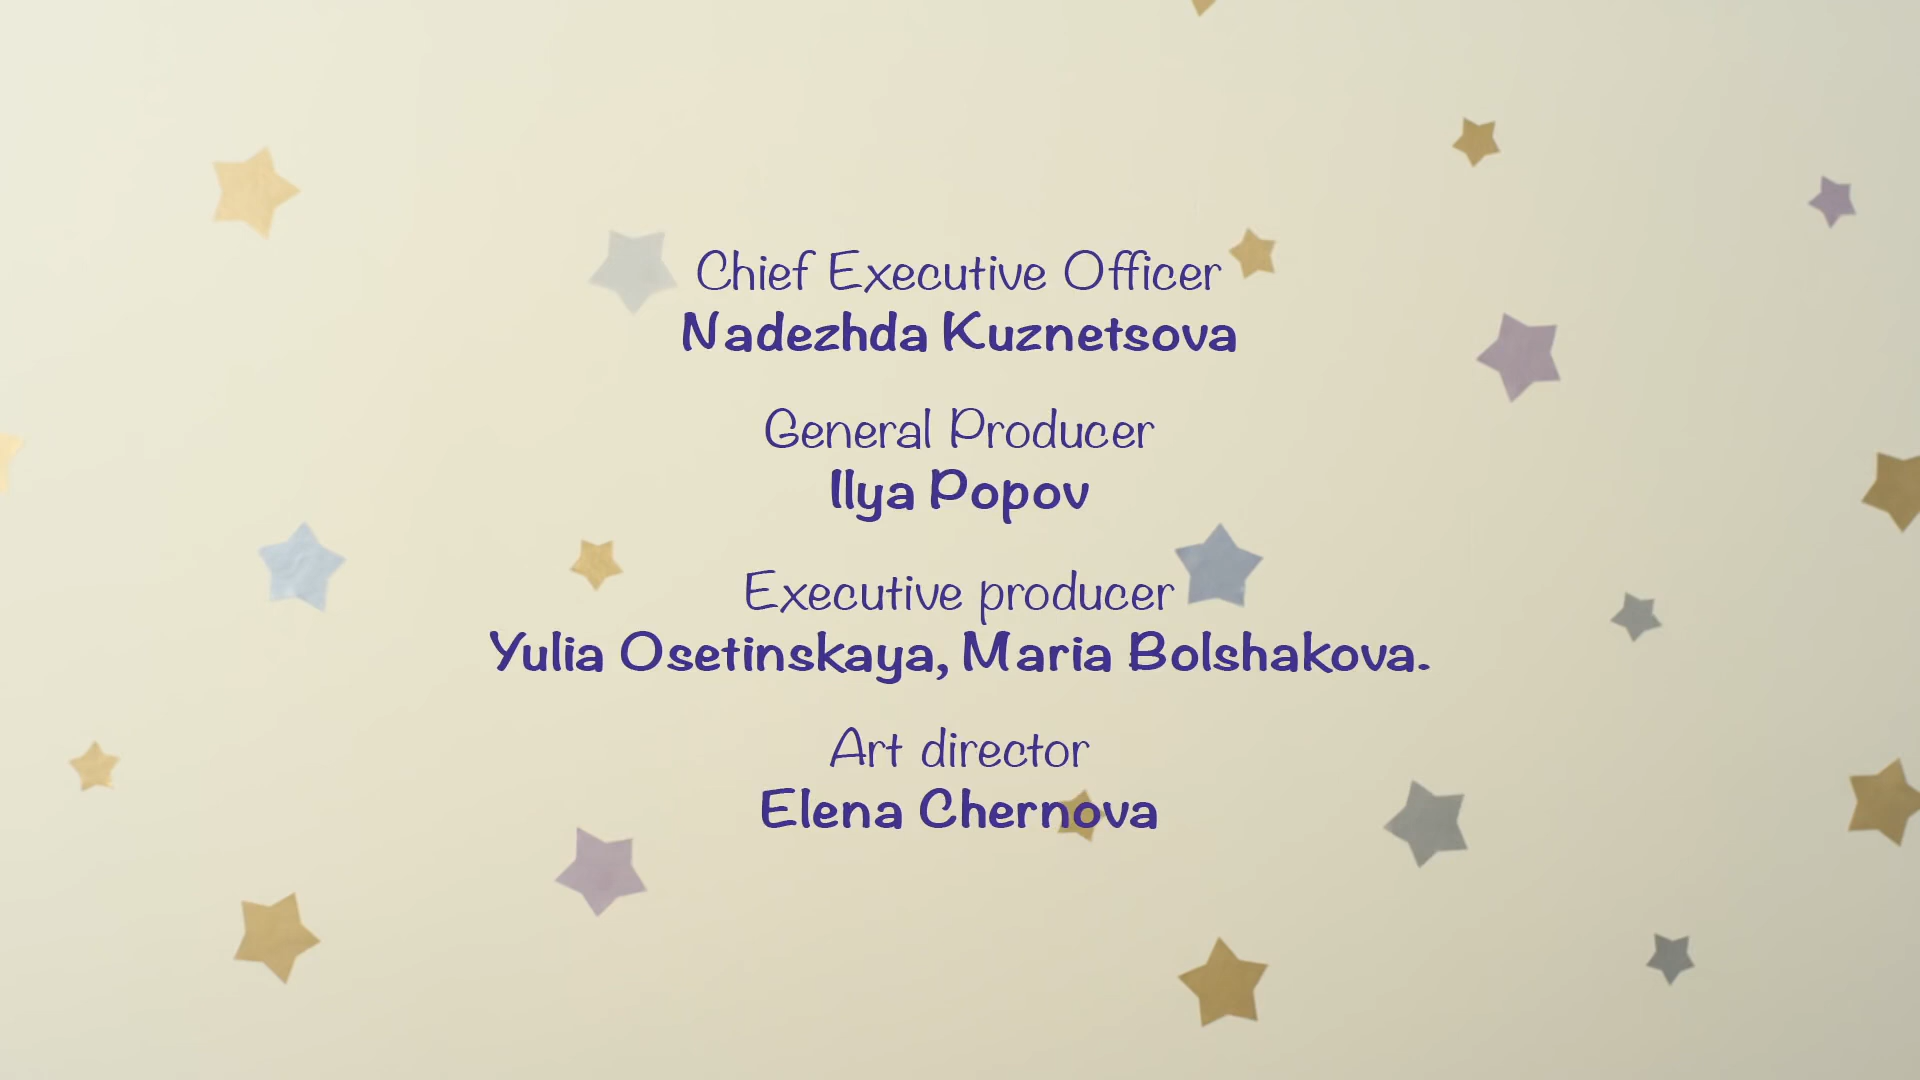 Chief Executive Officer
Nadezhda Kuznetsova
General Producer
Ilya Popov
Executive producer
Yulia Osetinskaya, Maria Bolshakova.
Art director
Elena Chernova